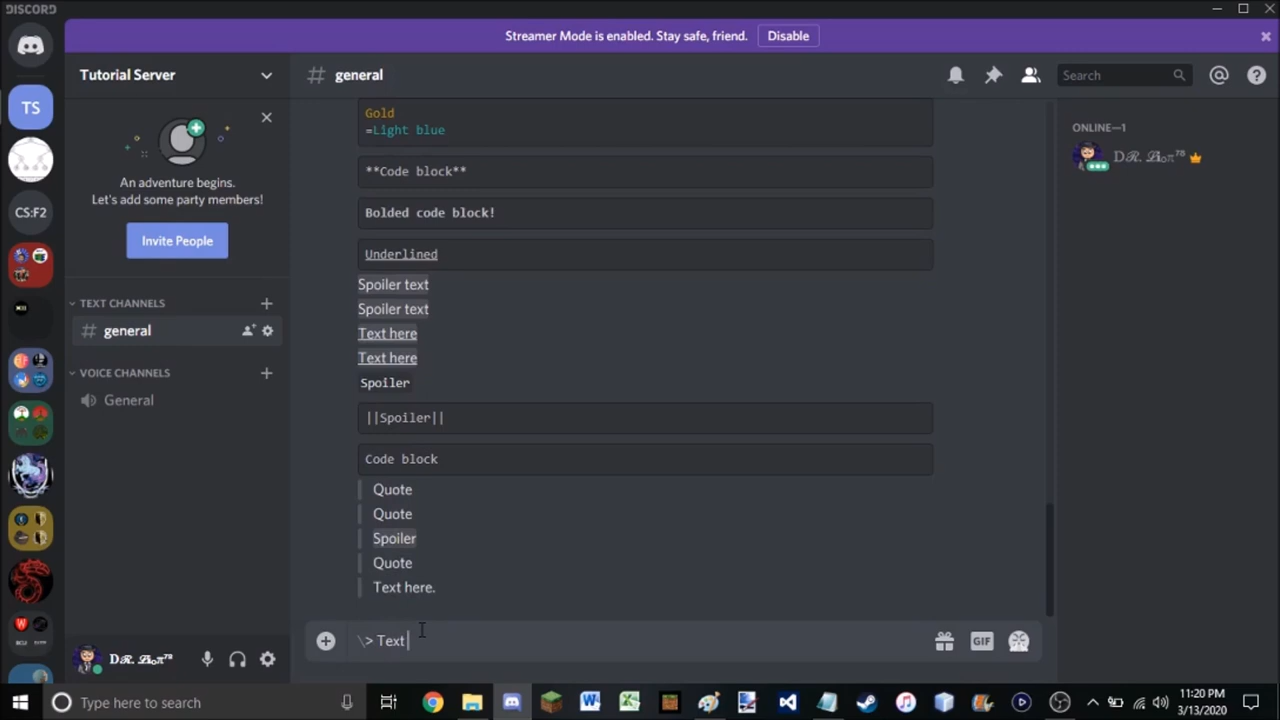 DISCORD
Streamer Mode is enabled. Stay safe, friend.
Disable
TS
CS:F2
Tutorial Server
An adventure begins.
Let's add some party members!
Invite People
TEXT CHANNELS
general
VOICE CHANNELS
General
# general
Search
Gold
=Light blue
**Code block**
Bolded code block!
Underlined
Spoiler text
Spoiler text
Text here
Text here
Spoiler
||Spoiler||
Code block
Quote
Quote
Spoiler
Quote
Text here.
\> Text
GIF
ONLINE—1
Type here to search
11:20 PM
3/13/2020